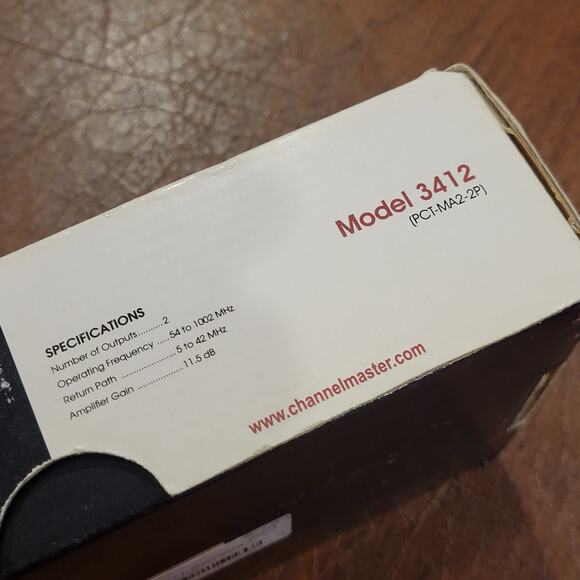 Model 3412
(PCT-MA2-2P)
SPECIFICATIONS
Number of Outputs..........2
Operating Frequency .....54 to 1002 MHz
Return Path .....................5 to 42 MHz
Amplifier Gain .................11.5 dB
www.channelmaster.com